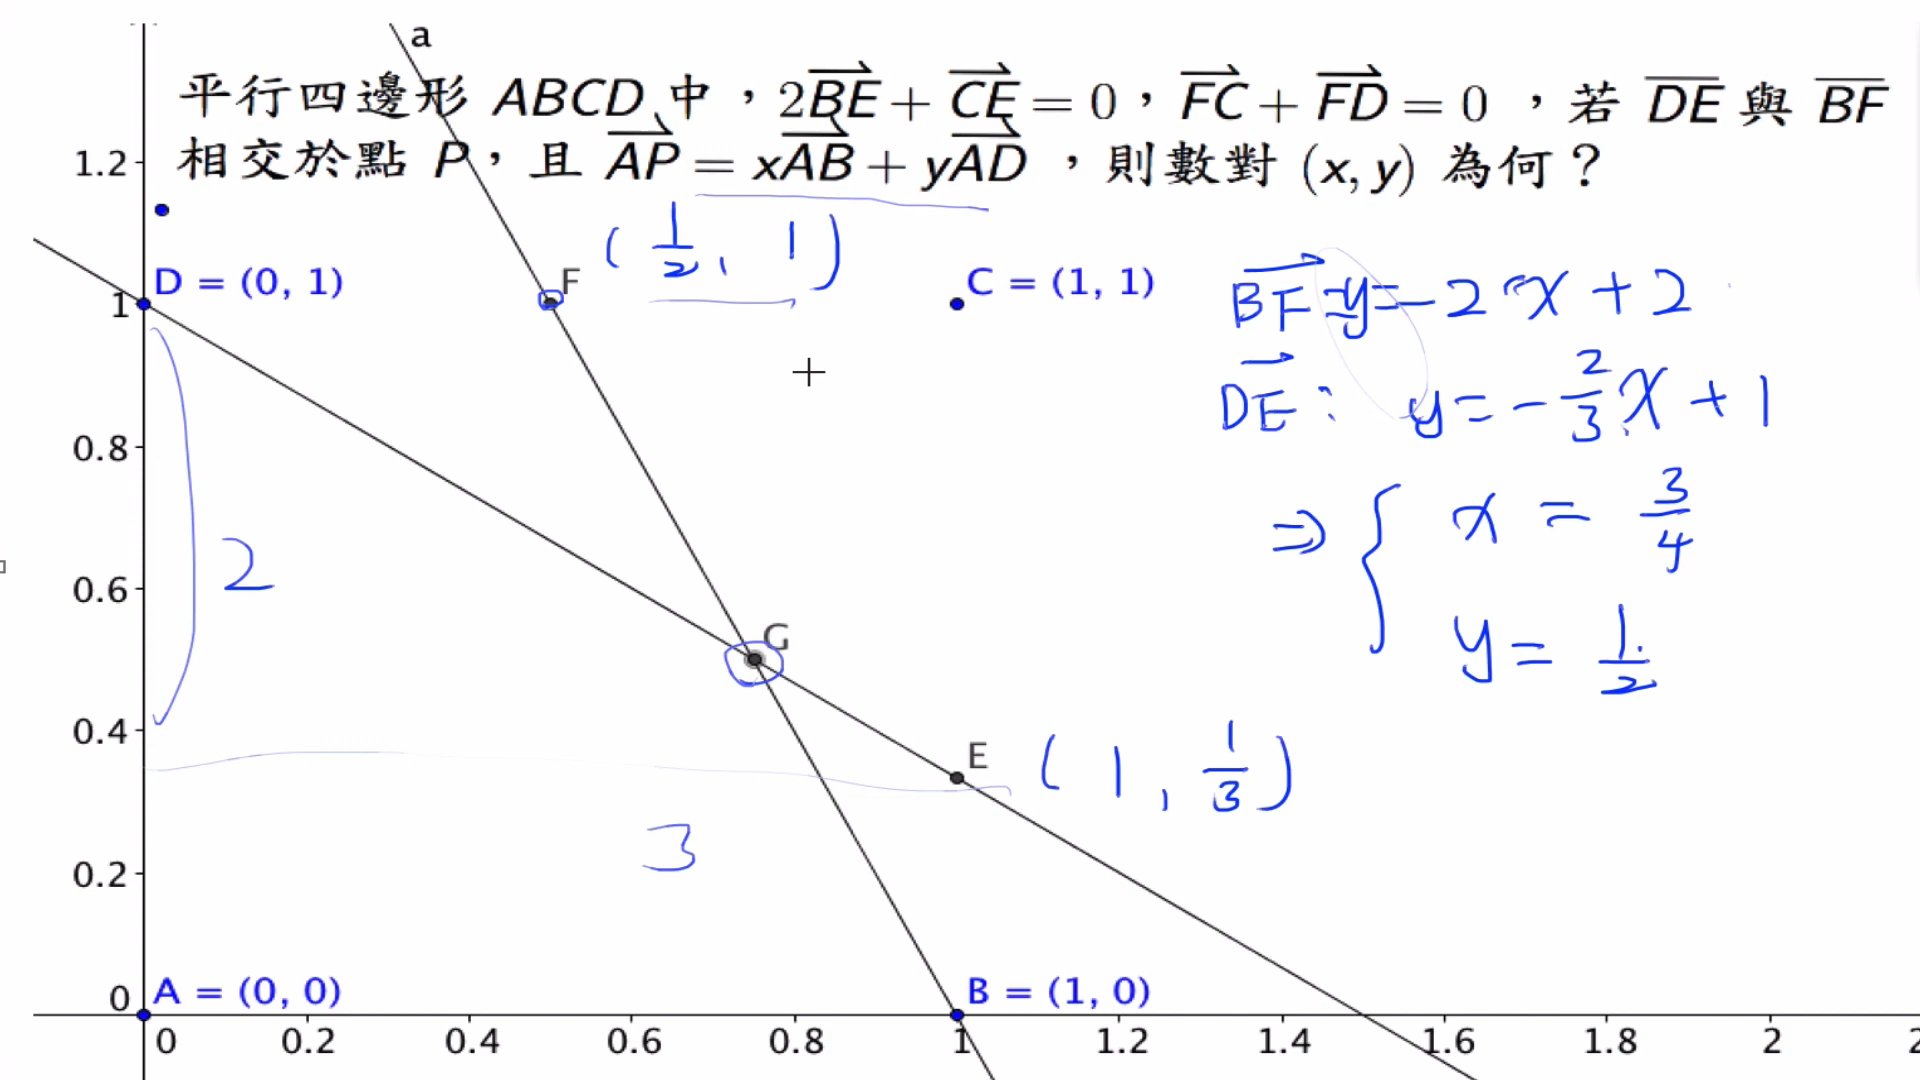 a
平行四邊形 ABCD 中，2BE + CE = 0，FC + FD = 0 ，若 DE 與 BF
相交於點 P，且 AP = xAB + yAD ，則數對 (x, y) 為何？
1.2
( 1/2, 1 )
D = (0, 1)
F
C = (1, 1)
1
BF = y = -2x + 2
DE : y = - 2/3 x + 1
0.8
⇒ { x = 3/4
y = 1/2
2
0.6
G
0.4
E
( 1, 1/3 )
3
0.2
A = (0, 0)
B = (1, 0)
0
0 0.2 0.4 0.6 0.8 1 1.2 1.4 1.6 1.8 2